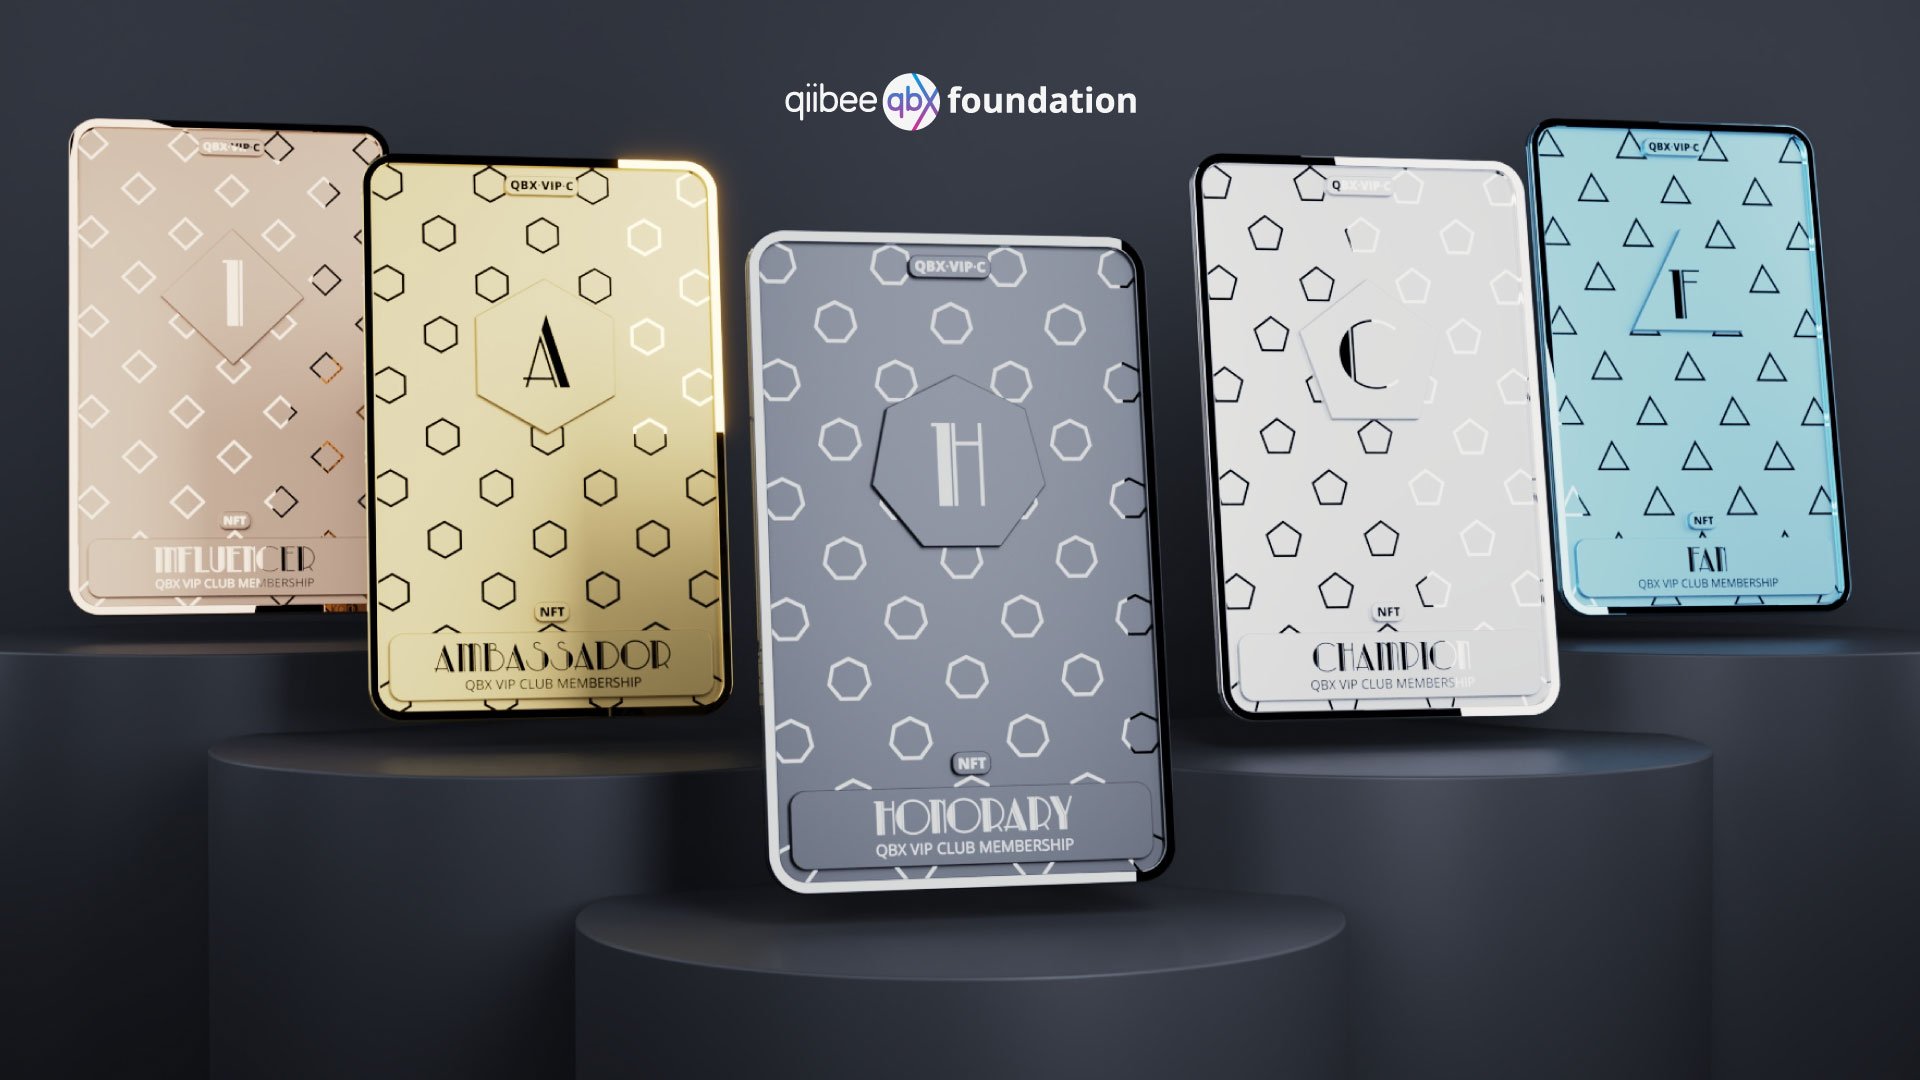 qiibee qbx foundation
QBX·VIP·C
I
NFT
INFLUENCER
QBX VIP CLUB MEMBERSHIP
QBX·VIP·C
A
NFT
AMBASSADOR
QBX VIP CLUB MEMBERSHIP
QBX·VIP·C
H
NFT
HONORARY
QBX VIP CLUB MEMBERSHIP
QBX·VIP·C
C
NFT
CHAMPION
QBX VIP CLUB MEMBERSHIP
QBX·VIP·C
F
NFT
FAN
QBX VIP CLUB MEMBERSHIP